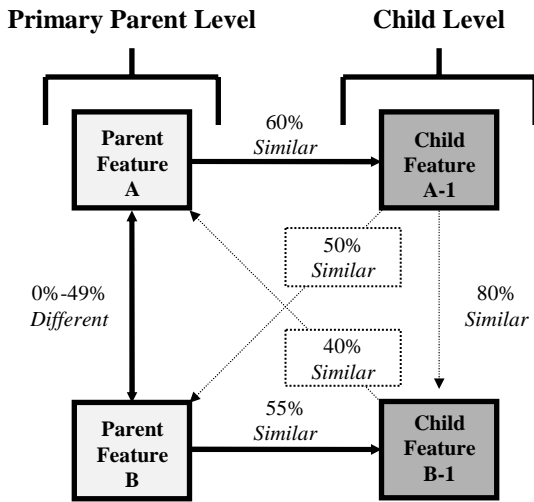 Primary Parent Level
Child Level
Parent
Feature
A
60%
Similar
Child
Feature
A-1
50%
Similar
0%-49%
Different
80%
Similar
40%
Similar
Parent
Feature
B
55%
Similar
Child
Feature
B-1